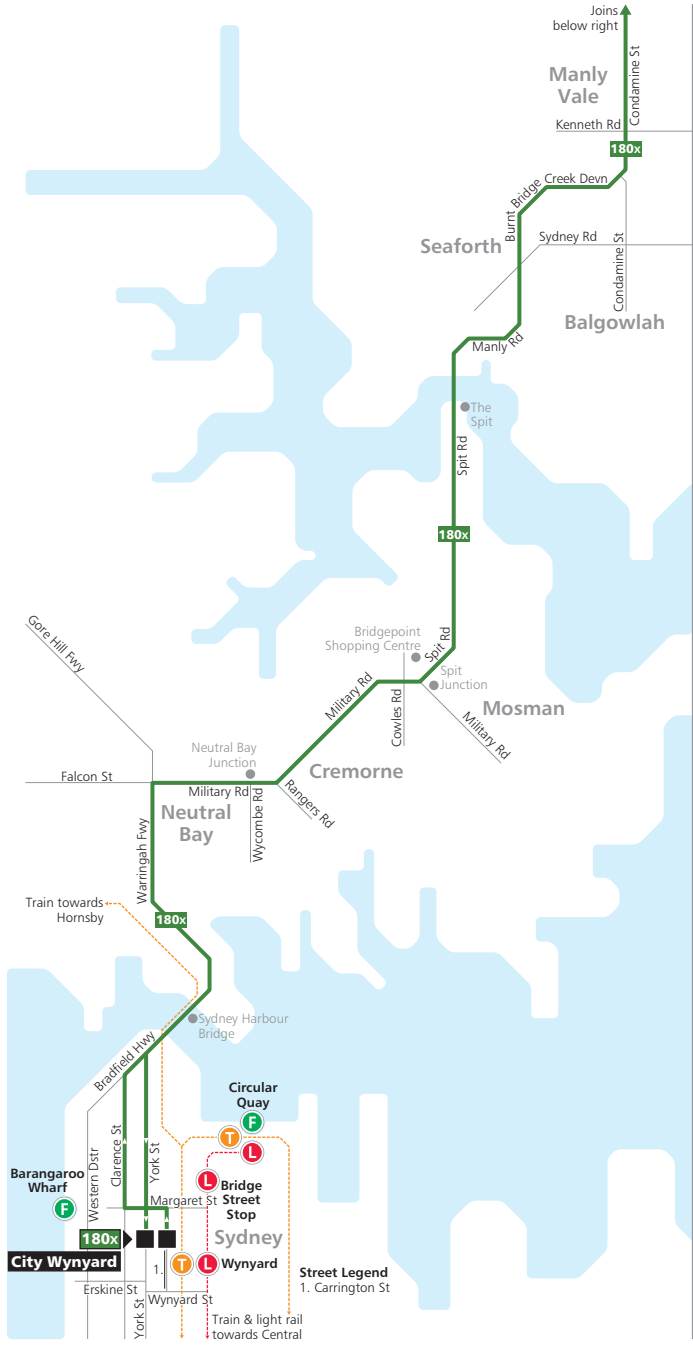 Joins
below right
Condamine St
Manly
Vale
Kenneth Rd
180x
Creek Devn
Burnt Bridge
Seaforth
Sydney Rd
Condamine St
Balgowlah
Manly Rd
The
Spit
Spit Rd
180x
Gore Hill Fwy
Bridgepoint
Shopping Centre
Spit Rd
Spit
Junction
Military Rd
Cowles Rd
Mosman
Military Rd
Neutral Bay
Junction
Cremorne
Falcon St
Military Rd
Rangers Rd
Wycombe Rd
Neutral
Bay
Warringah Fwy
Train towards
Hornsby
180x
Sydney Harbour
Bridge
Bradfield Hwy
Circular
Quay
F
T
L
Clarence St
York St
Western Dstr
Barangaroo
Wharf
F
L
Bridge
Street
Stop
Margaret St
180x
Sydney
City Wynyard
1.
T
L
Wynyard
Street Legend
1. Carrington St
Erskine St
Wynyard St
York St
Train & light rail
towards Central